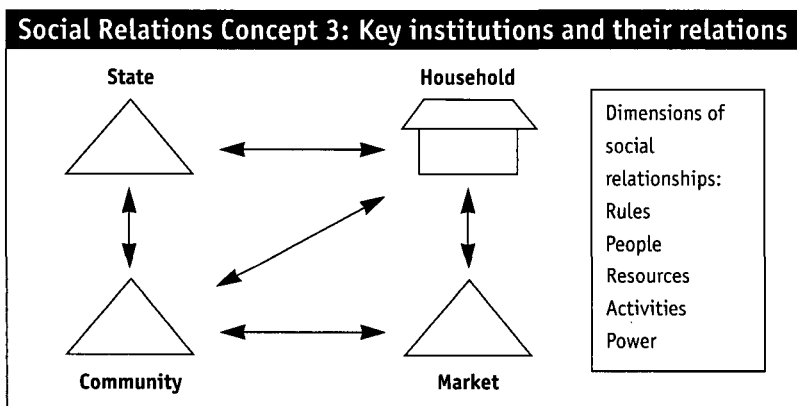 Social Relations Concept 3: Key institutions and their relations
State
Household
Dimensions of
social
relationships:
Rules
People
Resources
Activities
Power
Community
Market